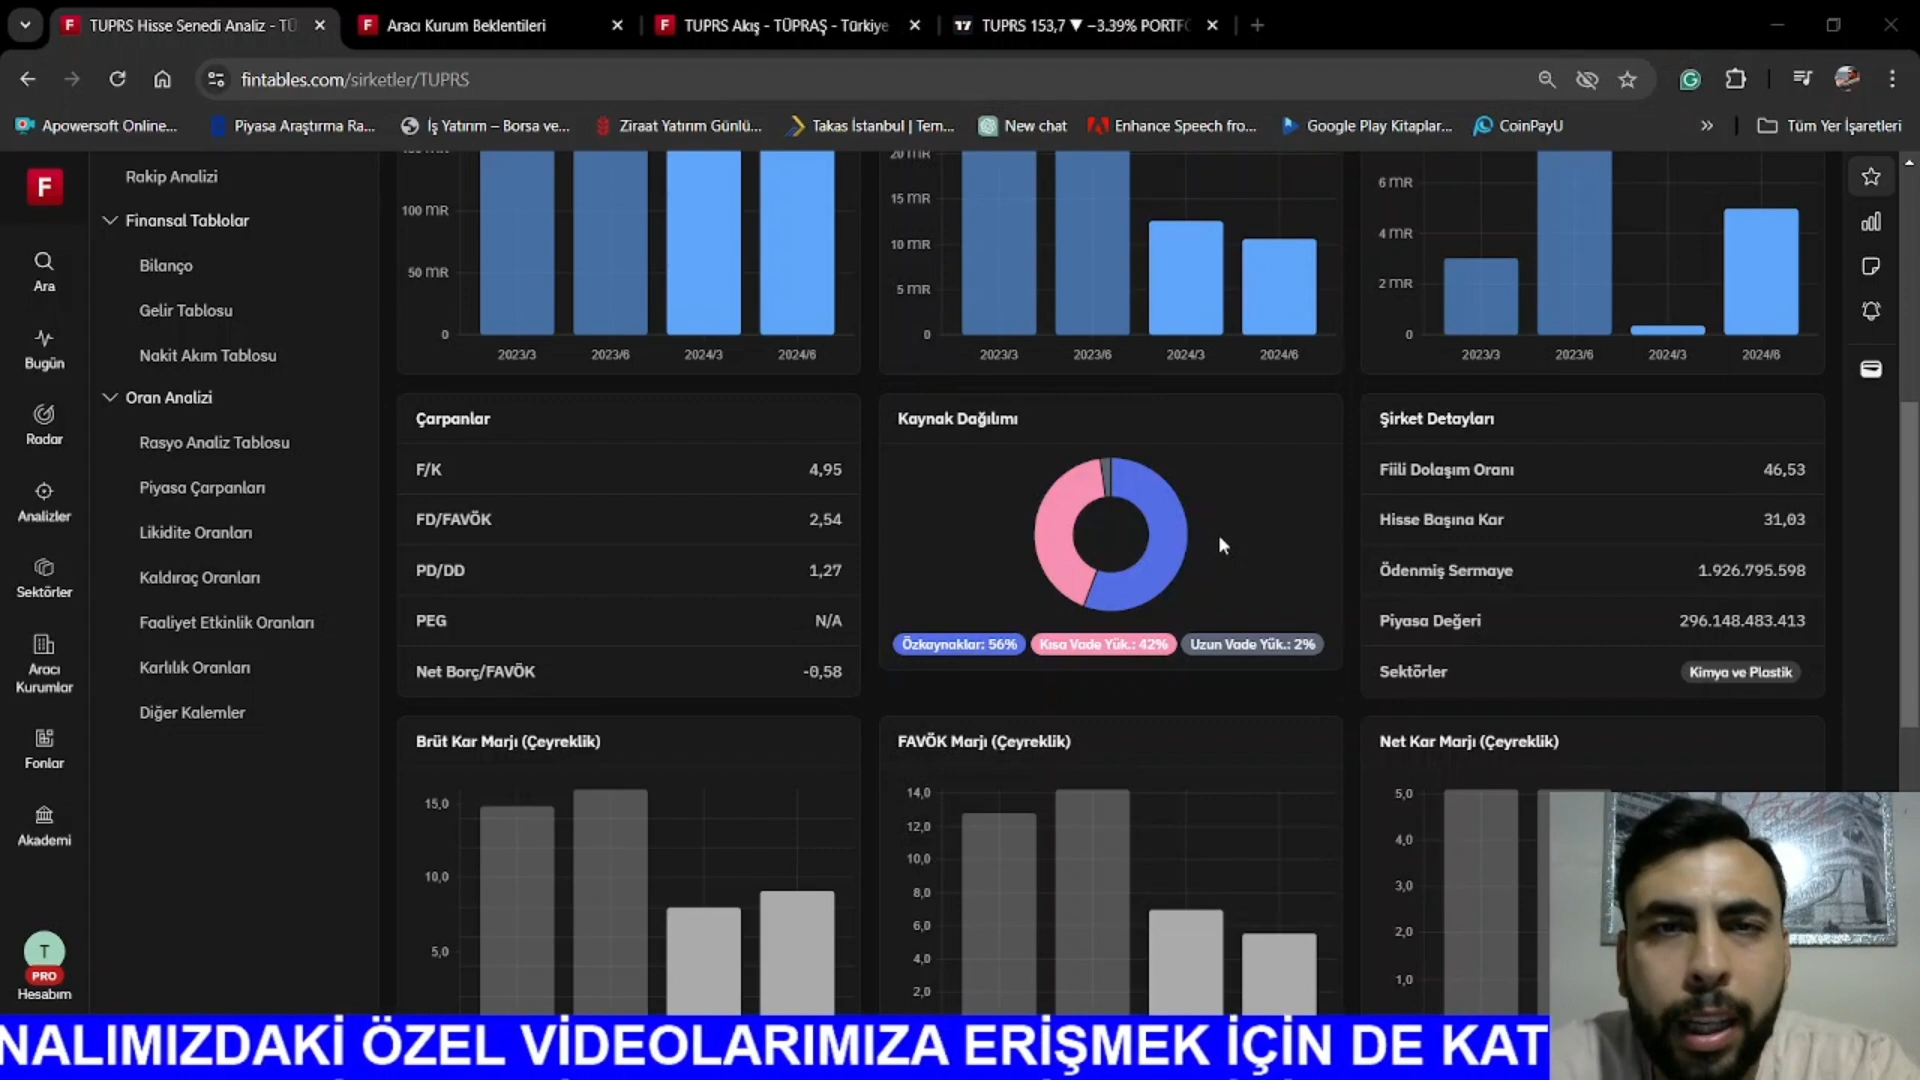 TUPRS Hisse Senedi Analiz - TÜ
Aracı Kurum Beklentileri
TUPRS Akış - TÜPRAŞ - Türkiye
TUPRS 153,7 ▼ −3.39% PORTF
fintables.com/sirketler/TUPRS
Apowersoft Online...
Piyasa Araştırma Ra...
İş Yatırım – Borsa ve...
Ziraat Yatırım Günlü...
Takas İstanbul | Tem...
New chat
Enhance Speech fro...
Google Play Kitaplar...
CoinPayU
Tüm Yer İşaretleri
F
Ara
Bugün
Radar
Analizler
Sektörler
Aracı
Kurumlar
Fonlar
Akademi
T
PRO
Hesabım
Rakip Analizi
Finansal Tablolar
Bilanço
Gelir Tablosu
Nakit Akım Tablosu
Oran Analizi
Rasyo Analiz Tablosu
Piyasa Çarpanları
Likidite Oranları
Kaldıraç Oranları
Faaliyet Etkinlik Oranları
Karlılık Oranları
Diğer Kalemler
100 mR
50 mR
0
2023/3 2023/6 2024/3 2024/6
20 mR
15 mR
10 mR
5 mR
0
2023/3 2023/6 2024/3 2024/6
6 mR
4 mR
2 mR
0
2023/3 2023/6 2024/3 2024/6
Çarpanlar
F/K 4,95
FD/FAVÖK 2,54
PD/DD 1,27
PEG N/A
Net Borç/FAVÖK -0,58
Kaynak Dağılımı
Özkaynaklar: 56% Kısa Vade Yük.: 42% Uzun Vade Yük.: 2%
Şirket Detayları
Fiili Dolaşım Oranı 46,53
Hisse Başına Kar 31,03
Ödenmiş Sermaye 1.926.795.598
Piyasa Değeri 296.148.483.413
Sektörler Kimya ve Plastik
Brüt Kar Marjı (Çeyreklik)
15,0
10,0
5,0
FAVÖK Marjı (Çeyreklik)
14,0
12,0
10,0
8,0
6,0
4,0
2,0
Net Kar Marjı (Çeyreklik)
5,0
4,0
3,0
2,0
1,0
NALIMIZDAKİ ÖZEL VİDEOLARIMIZA ERİŞMEK İÇİN DE KAT